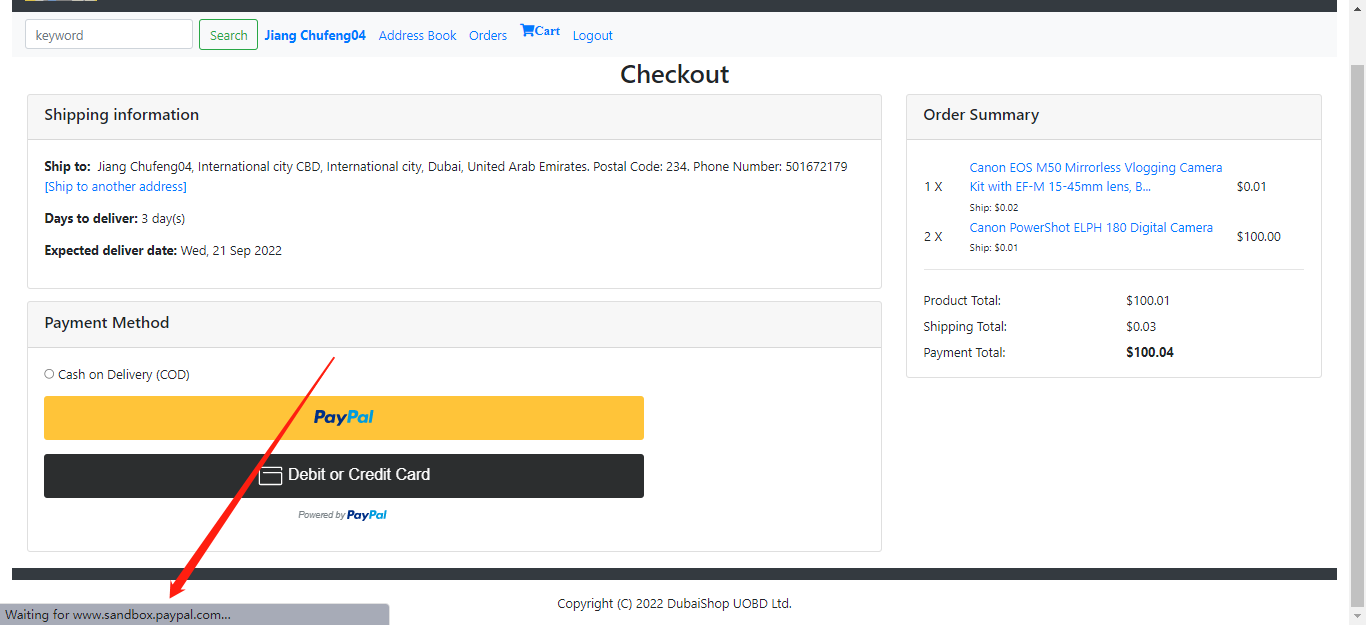 keyword
Search
Jiang Chufeng04
Address Book
Orders
Cart
Logout
Checkout
Shipping information
Ship to: Jiang Chufeng04, International city CBD, International city, Dubai, United Arab Emirates. Postal Code: 234. Phone Number: 501672179
[Ship to another address]
Days to deliver: 3 day(s)
Expected deliver date: Wed, 21 Sep 2022
Payment Method
Cash on Delivery (COD)
PayPal
Debit or Credit Card
Powered by PayPal
Order Summary
Canon EOS M50 Mirrorless Vlogging Camera
1 X Kit with EF-M 15-45mm lens, B... $0.01
Ship: $0.02
Canon PowerShot ELPH 180 Digital Camera
2 X $100.00
Ship: $0.01
Product Total: $100.01
Shipping Total: $0.03
Payment Total: $100.04
Copyright (C) 2022 DubaiShop UOBD Ltd.
Waiting for www.sandbox.paypal.com...